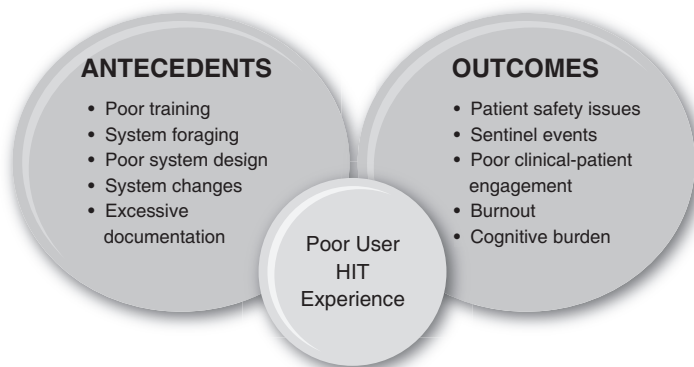 ANTECEDENTS
• Poor training
• System foraging
• Poor system design
• System changes
• Excessive
documentation
OUTCOMES
• Patient safety issues
• Sentinel events
• Poor clinical-patient
engagement
• Burnout
• Cognitive burden
Poor User
HIT
Experience